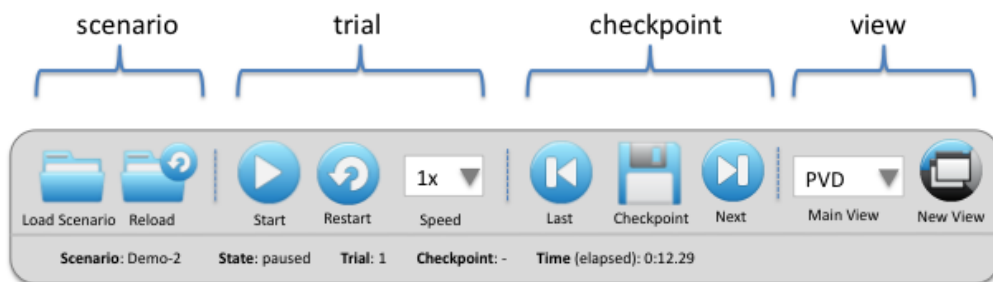 scenario trial checkpoint view
1x PVD
Load Scenario Reload Start Restart Speed Last Checkpoint Next Main View New View
Scenario: Demo-2 State: paused Trial: 1 Checkpoint: - Time (elapsed): 0:12.29